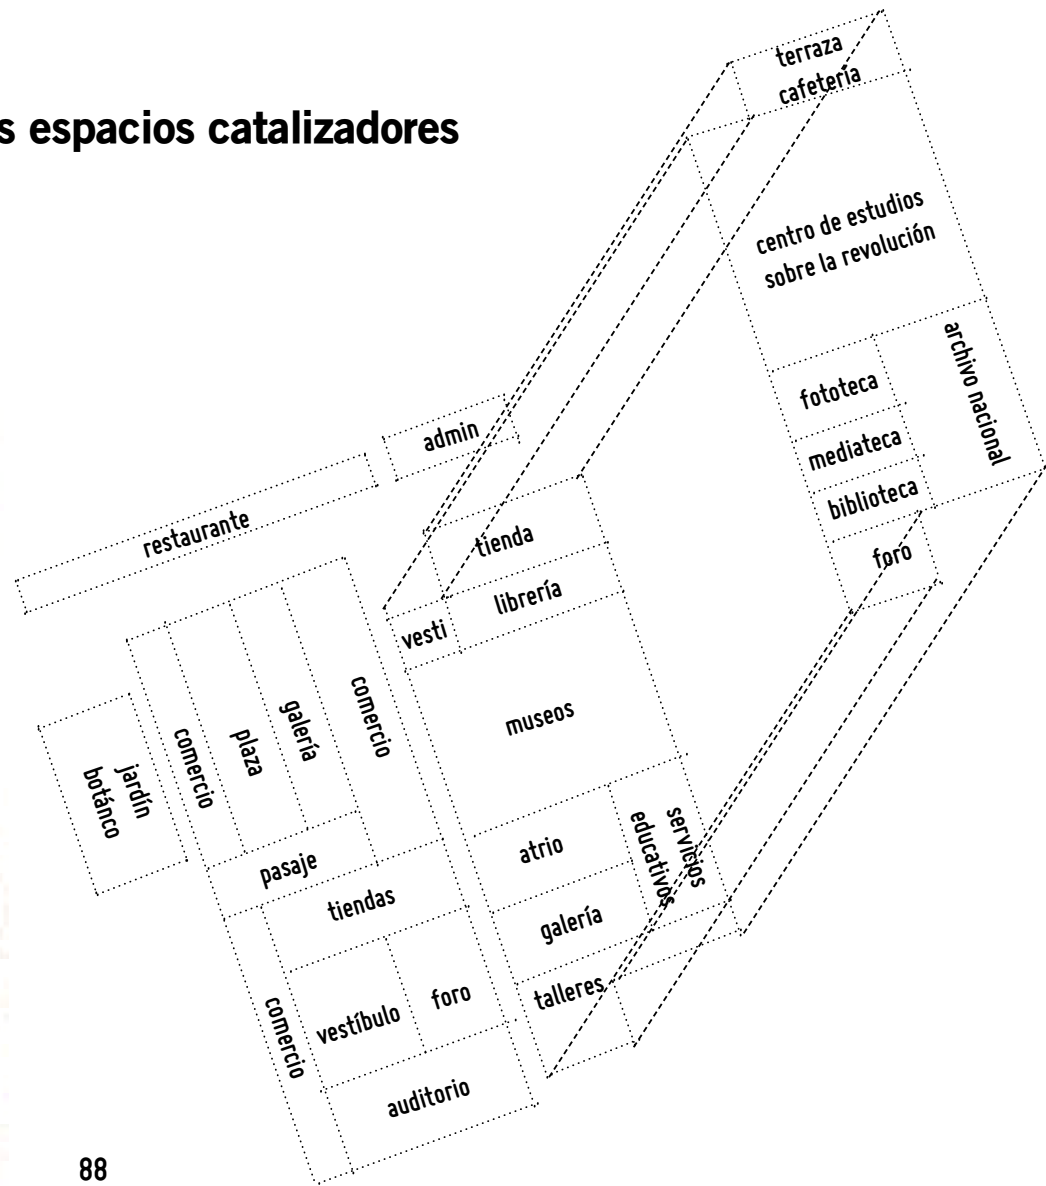 s espacios catalizadores
terraza
cafetería
centro de estudios
sobre la revolución
archivo nacional
fototeca
mediateca
biblioteca
foro
admin
restaurante
tienda
librería
vesti
museos
comercio
galería
plaza
comercio
jardín
botánco
pasaje
tiendas
atrio
servicios
educativos
galería
talleres
foro
vestíbulo
comercio
auditorio
88